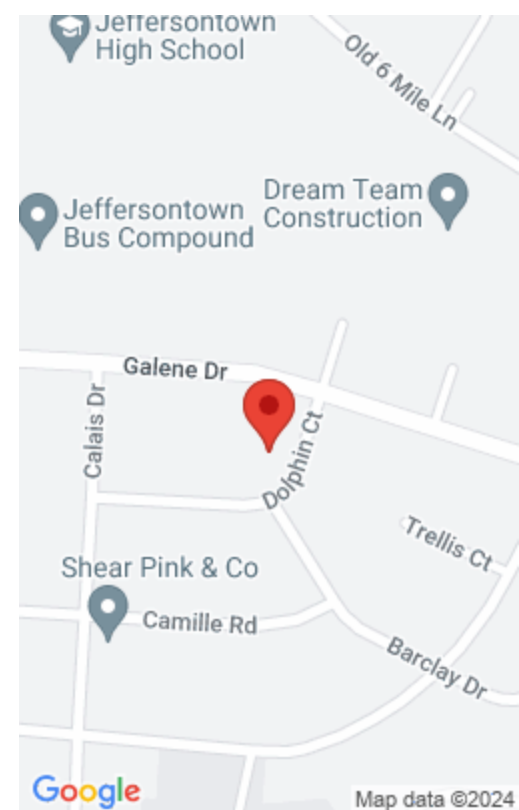 Jeffersontown
High School
Old 6 Mile Ln
Dream Team
Construction
Jeffersontown
Bus Compound
Galene Dr
Calais Dr
Dolphin Ct
Trellis Ct
Shear Pink & Co
Camille Rd
Barclay Dr
Google
Map data ©2024